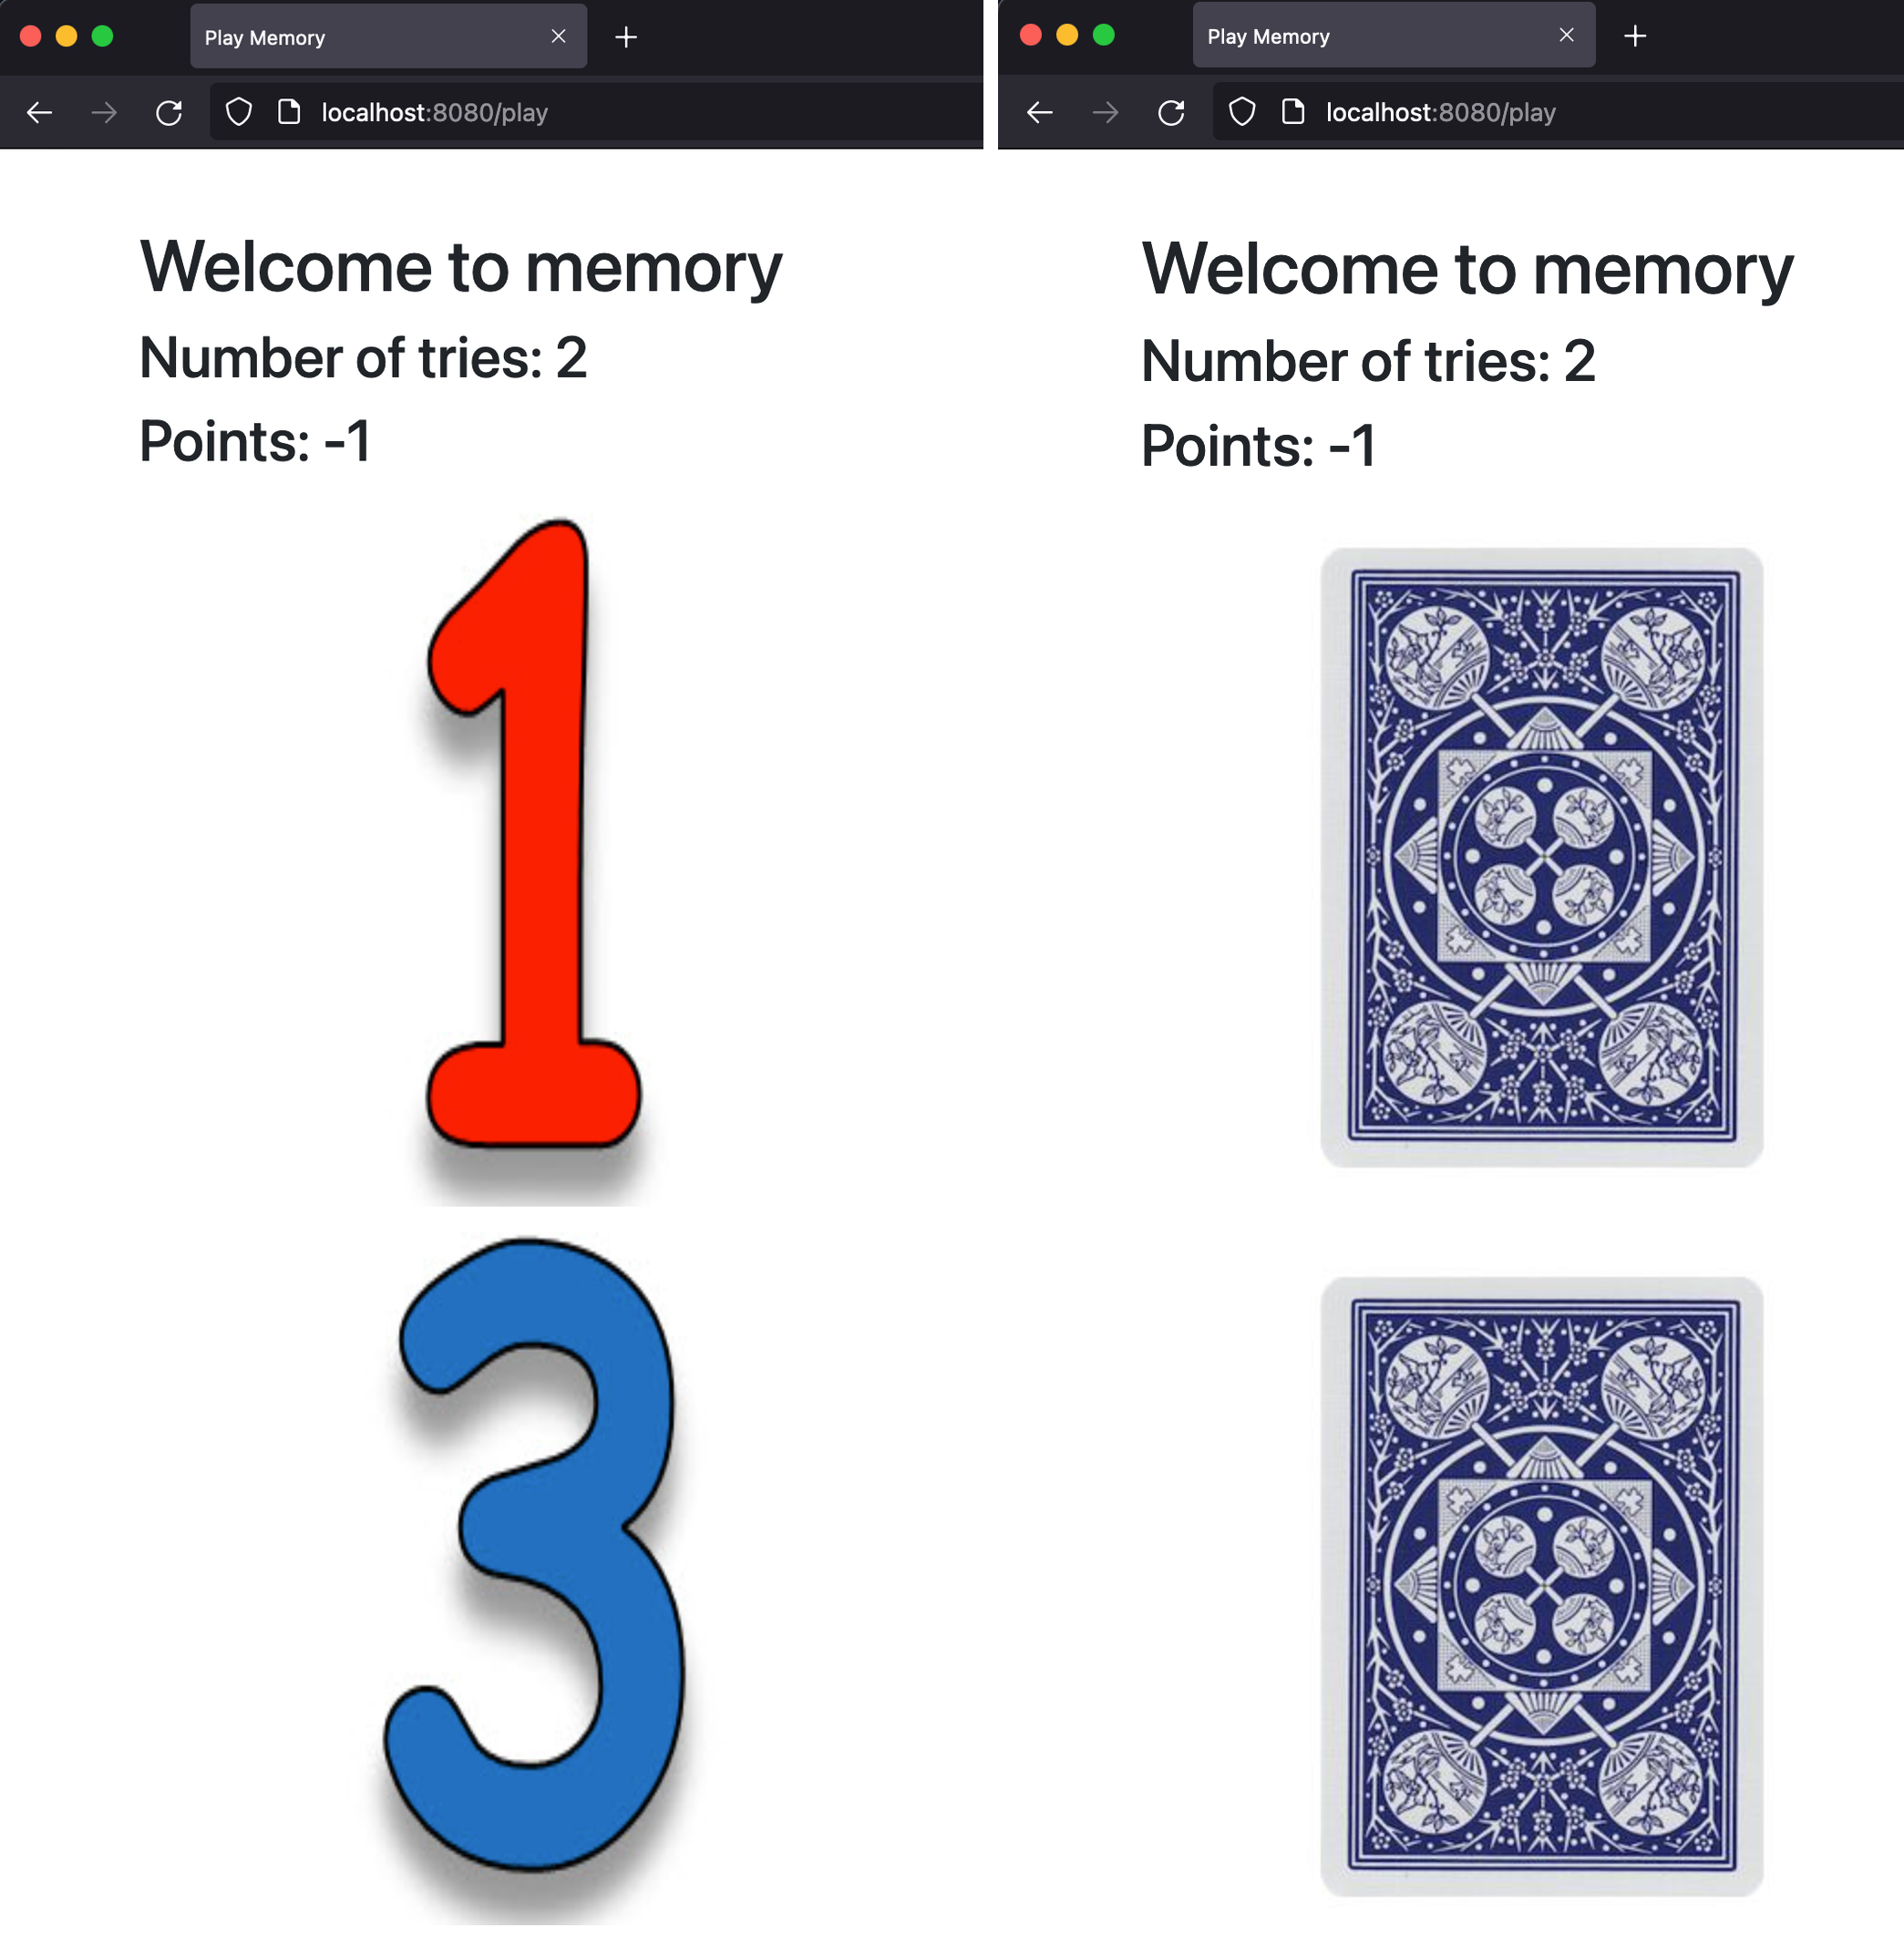 Play Memory
localhost:8080/play
Welcome to memory
Number of tries: 2
Points: -1
1
3
Play Memory
localhost:8080/play
Welcome to memory
Number of tries: 2
Points: -1